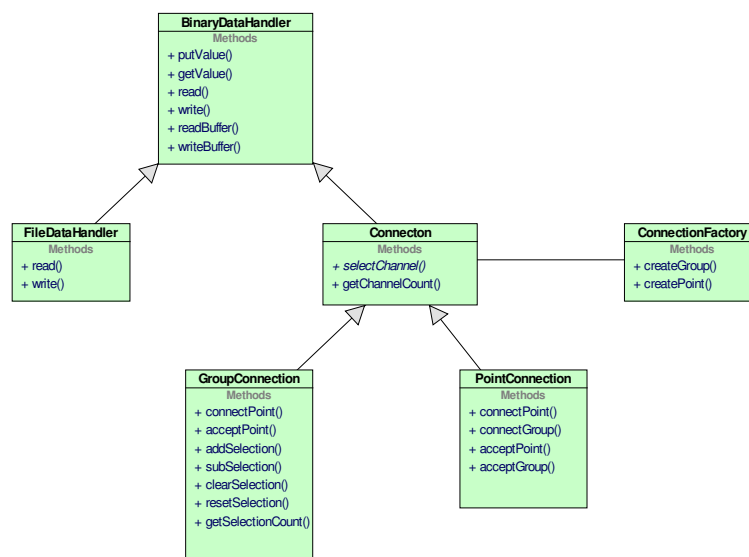 BinaryDataHandler
Methods
+ putValue()
+ getValue()
+ read()
+ write()
+ readBuffer()
+ writeBuffer()
FileDataHandler
Methods
+ read()
+ write()
Connecton
Methods
+ selectChannel()
+ getChannelCount()
ConnectionFactory
Methods
+ createGroup()
+ createPoint()
GroupConnection
Methods
+ connectPoint()
+ acceptPoint()
+ addSelection()
+ subSelection()
+ clearSelection()
+ resetSelection()
+ getSelectionCount()
PointConnection
Methods
+ connectPoint()
+ connectGroup()
+ acceptPoint()
+ acceptGroup()